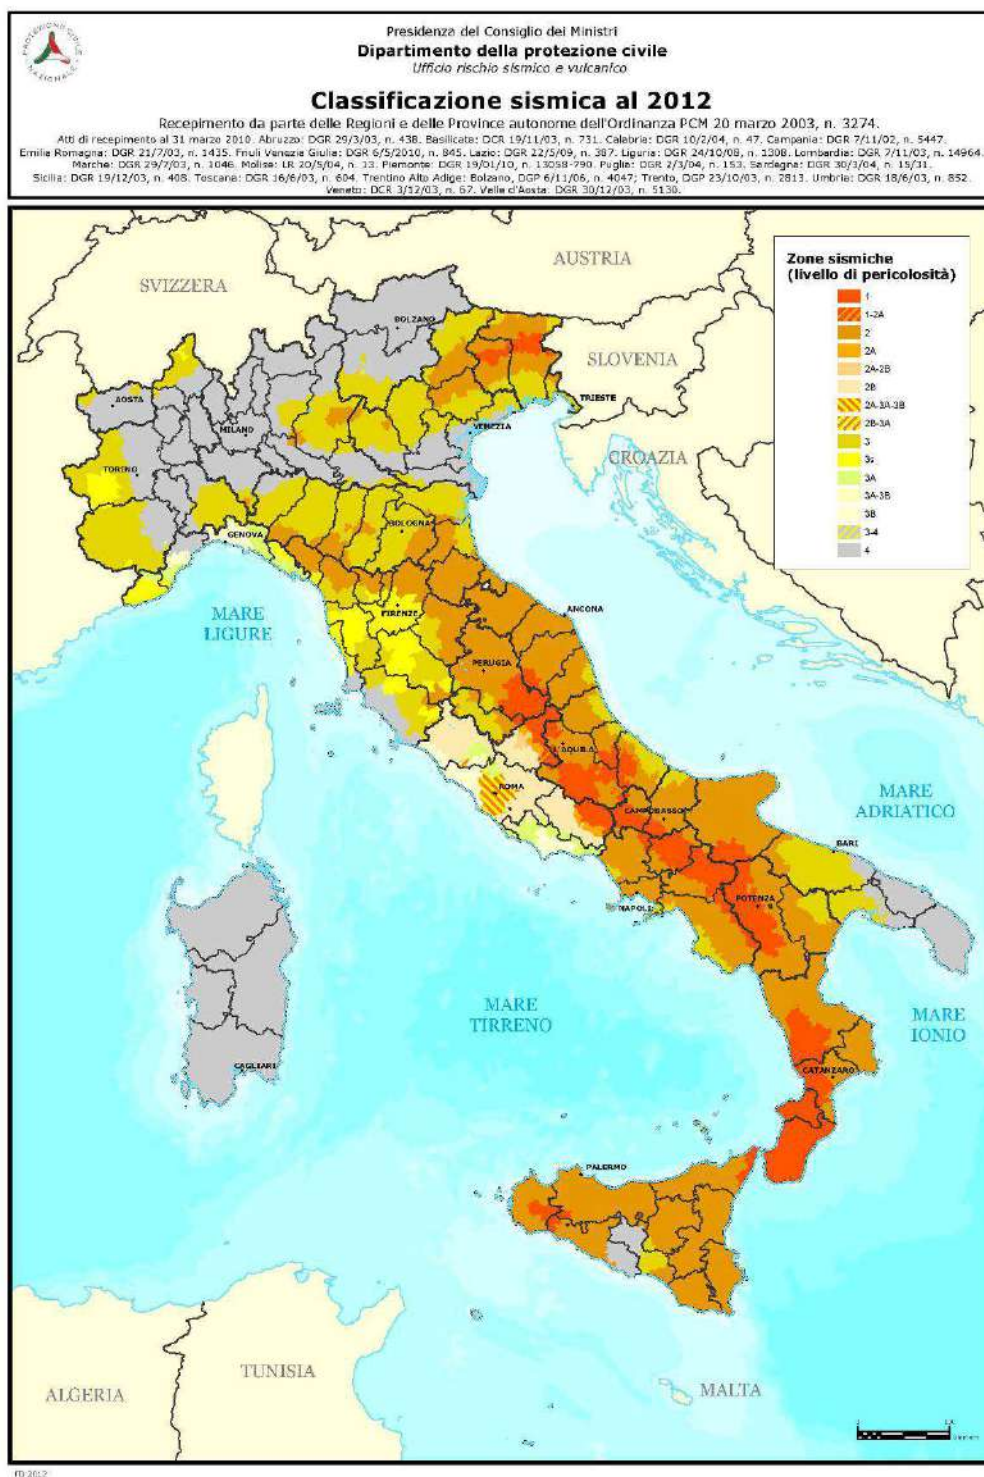 PROTEZIONE CIVILE
NAZIONALE
Presidenza del Consiglio dei Ministri
Dipartimento della protezione civile
Ufficio rischio sismico e vulcanico
Classificazione sismica al 2012
Recepimento da parte delle Regioni e delle Province autonome dell'Ordinanza PCM 20 marzo 2003, n. 3274.
Atti di recepimento al 31 marzo 2010. Abruzzo: DGR 29/3/03, n. 438. Basilicata: DCR 19/11/03, n. 731. Calabria: DGR 10/2/04, n. 47. Campania: DGR 7/11/02, n. 5447.
Emilia Romagna: DGR 21/7/03, n. 1435. Friuli Venezia Giulia: DGR 6/5/2010, n. 845. Lazio: DGR 22/5/09, n. 387. Liguria: DGR 24/10/08, n. 1308. Lombardia: DGR 7/11/03, n. 14964.
Marche: DGR 29/7/03, n. 1046. Molise: LR 20/5/04, n. 13. Piemonte: DGR 19/01/10, n. 13058-790. Puglia: DGR 2/3/04, n. 153. Sardegna: DGR 30/3/04, n. 15/31.
Sicilia: DGR 19/12/03, n. 408. Toscana: DGR 16/6/03, n. 604. Trentino Alto Adige: Bolzano, DGP 6/11/06, n. 4047; Trento, DGP 23/10/03, n. 2813. Umbria: DGR 18/6/03, n. 852.
Veneto: DCR 3/12/03, n. 67. Valle d'Aosta: DGR 30/12/03, n. 5130.
AUSTRIA
SVIZZERA
SLOVENIA
CROAZIA
Zone sismiche
(livello di pericolosità)
1
1-2A
2
2A
2A-2B
2B
2A-3A-3B
2B-3A
3
3s
3A
3A-3B
3B
3-4
4
BOLZANO
AOSTA
MILANO
VENEZIA
TRIESTE
TORINO
GENOVA
BOLOGNA
FIRENZE
ANCONA
MARE
LIGURE
PERUGIA
L'AQUILA
ROMA
CAMPOBASSO
MARE
ADRIATICO
BARI
NAPOLI
POTENZA
MARE
TIRRENO
MARE
IONIO
CAGLIARI
CATANZARO
PALERMO
TUNISIA
ALGERIA
MALTA